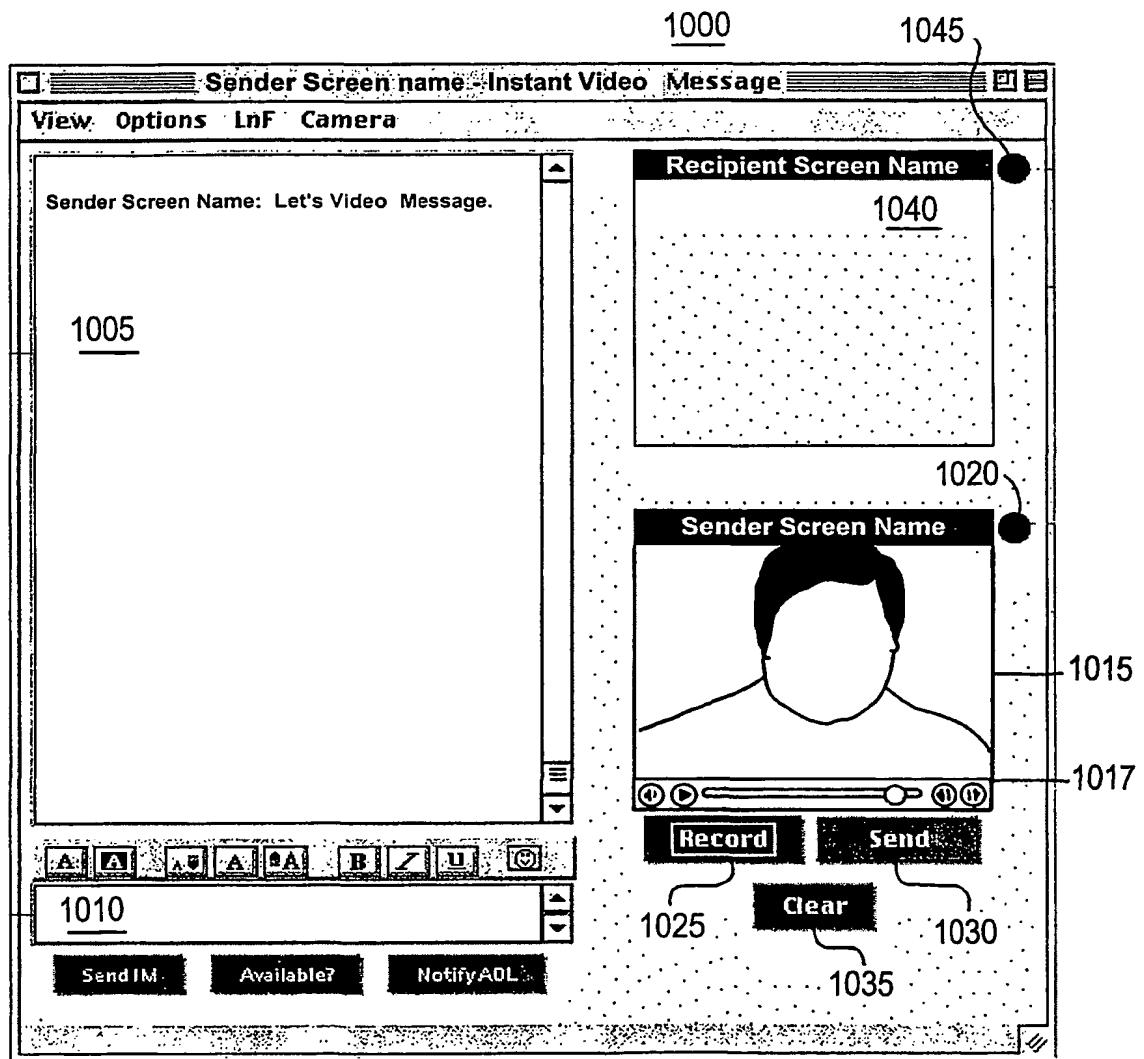 1000
1045
Sender Screen name - Instant Video Message
View Options LnF Camera
Recipient Screen Name
1040
Sender Screen Name: Let's Video Message.
1005
1020
Sender Screen Name
1015
1017
Record Send
A A A A A B I U
1010
1025
Clear
1030
1035
Send IM Available? Notify AOL